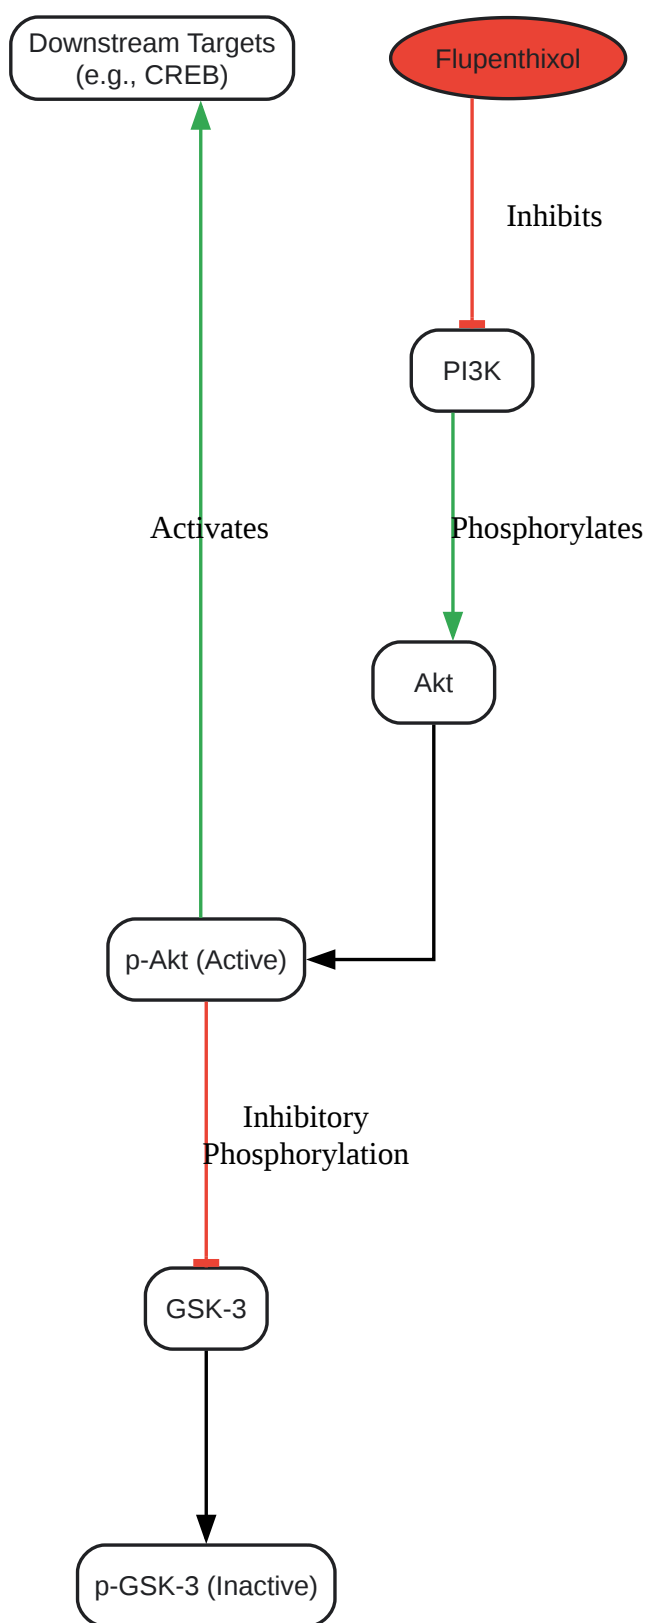 Downstream Targets
(e.g., CREB)
Flupenthixol
Inhibits
PI3K
Activates
Phosphorylates
Akt
p-Akt (Active)
Inhibitory
Phosphorylation
GSK-3
p-GSK-3 (Inactive)